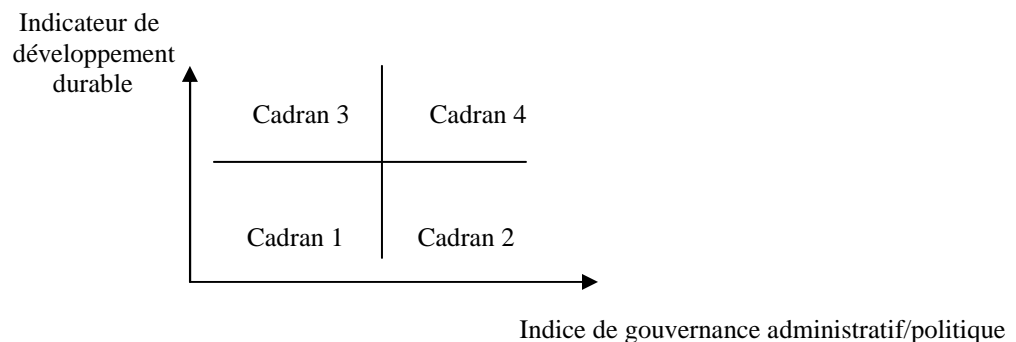 Indicateur de
développement
durable
Cadran 3
Cadran 4
Cadran 1
Cadran 2
Indice de gouvernance administratif/politique